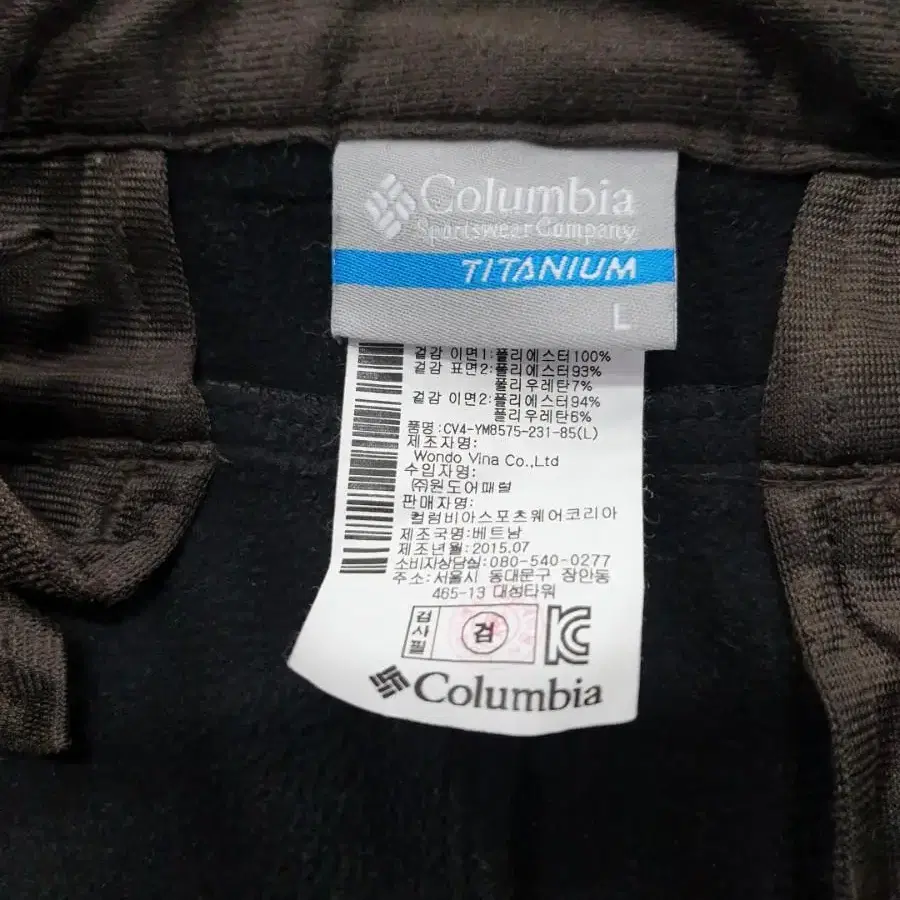 Columbia
Sportswear Company
TITANIUM
L
겉감 이면1:폴리에스터100%
겉감 표면2:폴리에스터93%
폴리우레탄7%
겉감 이면2:폴리에스터94%
폴리우레탄6%
品명:CV4-YM8575-231-85(L)
제조자명:
Wondo Vina Co.,Ltd
수입자명:
㈜원도어패럴
판매자명:
컬럼비아스포츠웨어코리아
제조국명:베트남
제조년월:2015.07
소비자상담실:080-540-0277
주소:서울시 동대문구 장안동
465-13 대성타워
검사필
검
KC
Columbia